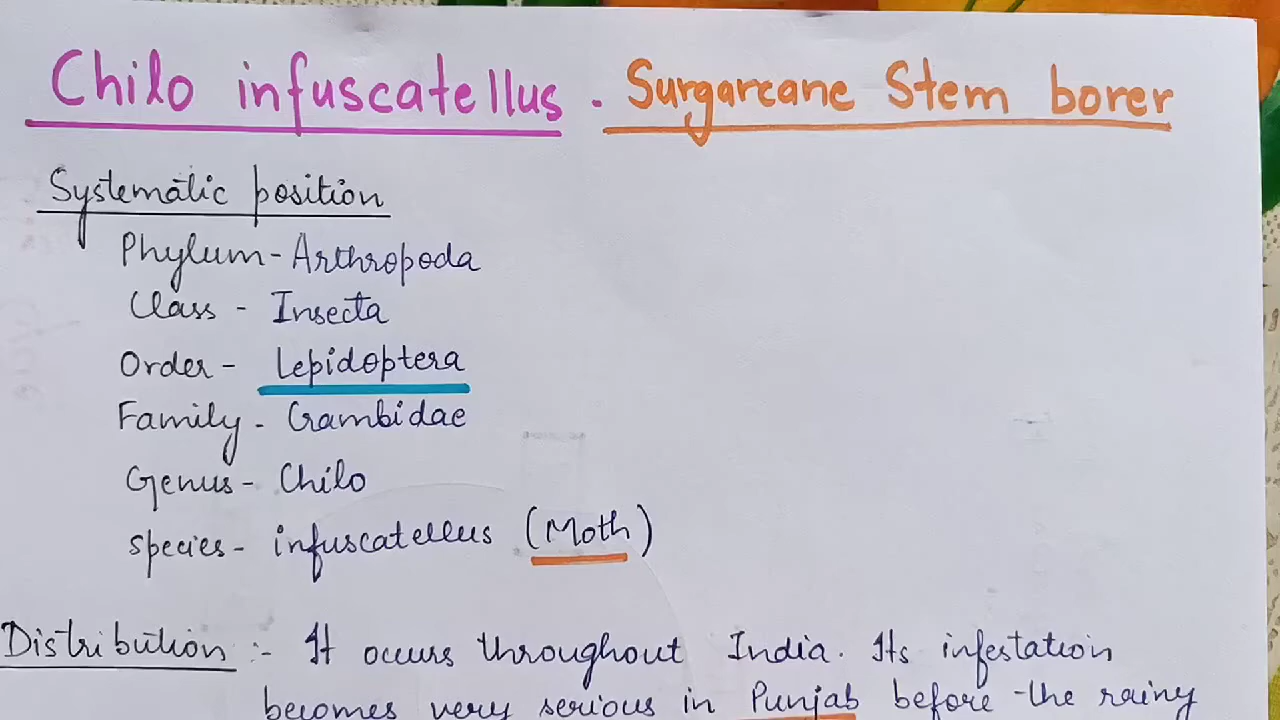 Chilo infuscatellus. Surgarcane Stem borer
Systematic position
Phylum - Arthropoda
Class - Insecta
Order - Lepidoptera
Family - Crambidae
Genus - Chilo
species - infuscatellus (Moth)
Distribution :- It occurs throughout India. Its infestation
becomes very serious in Punjab before the rainy